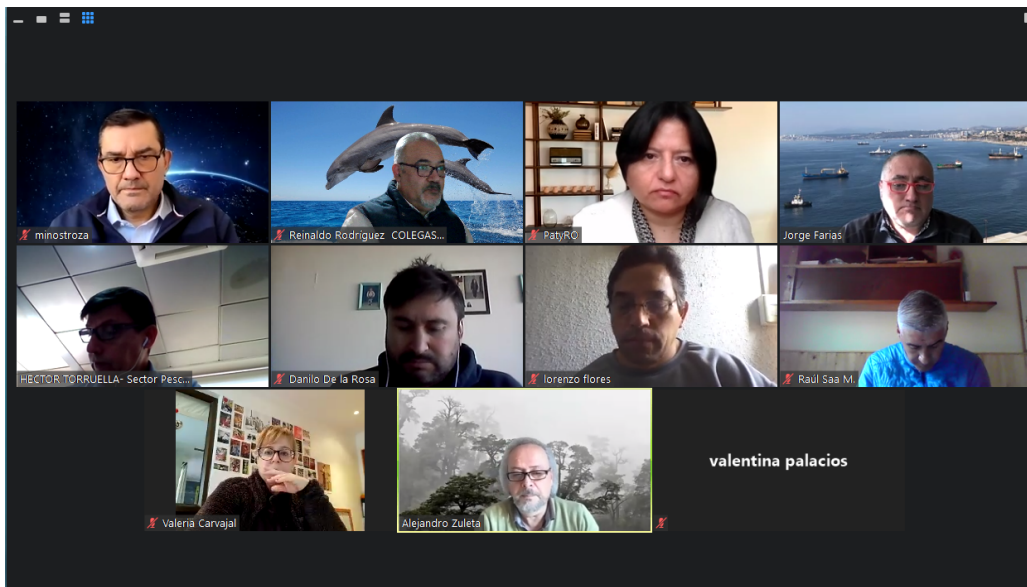 minostroza
Reinaldo Rodríguez COLEGAS...
PatyRO
Jorge Farias
HECTOR TORRUELLA- Sector Pesc...
Danilo De la Rosa
lorenzo flores
Raúl Saa M.
Valeria Carvajal
Alejandro Zuleta
valentina palacios